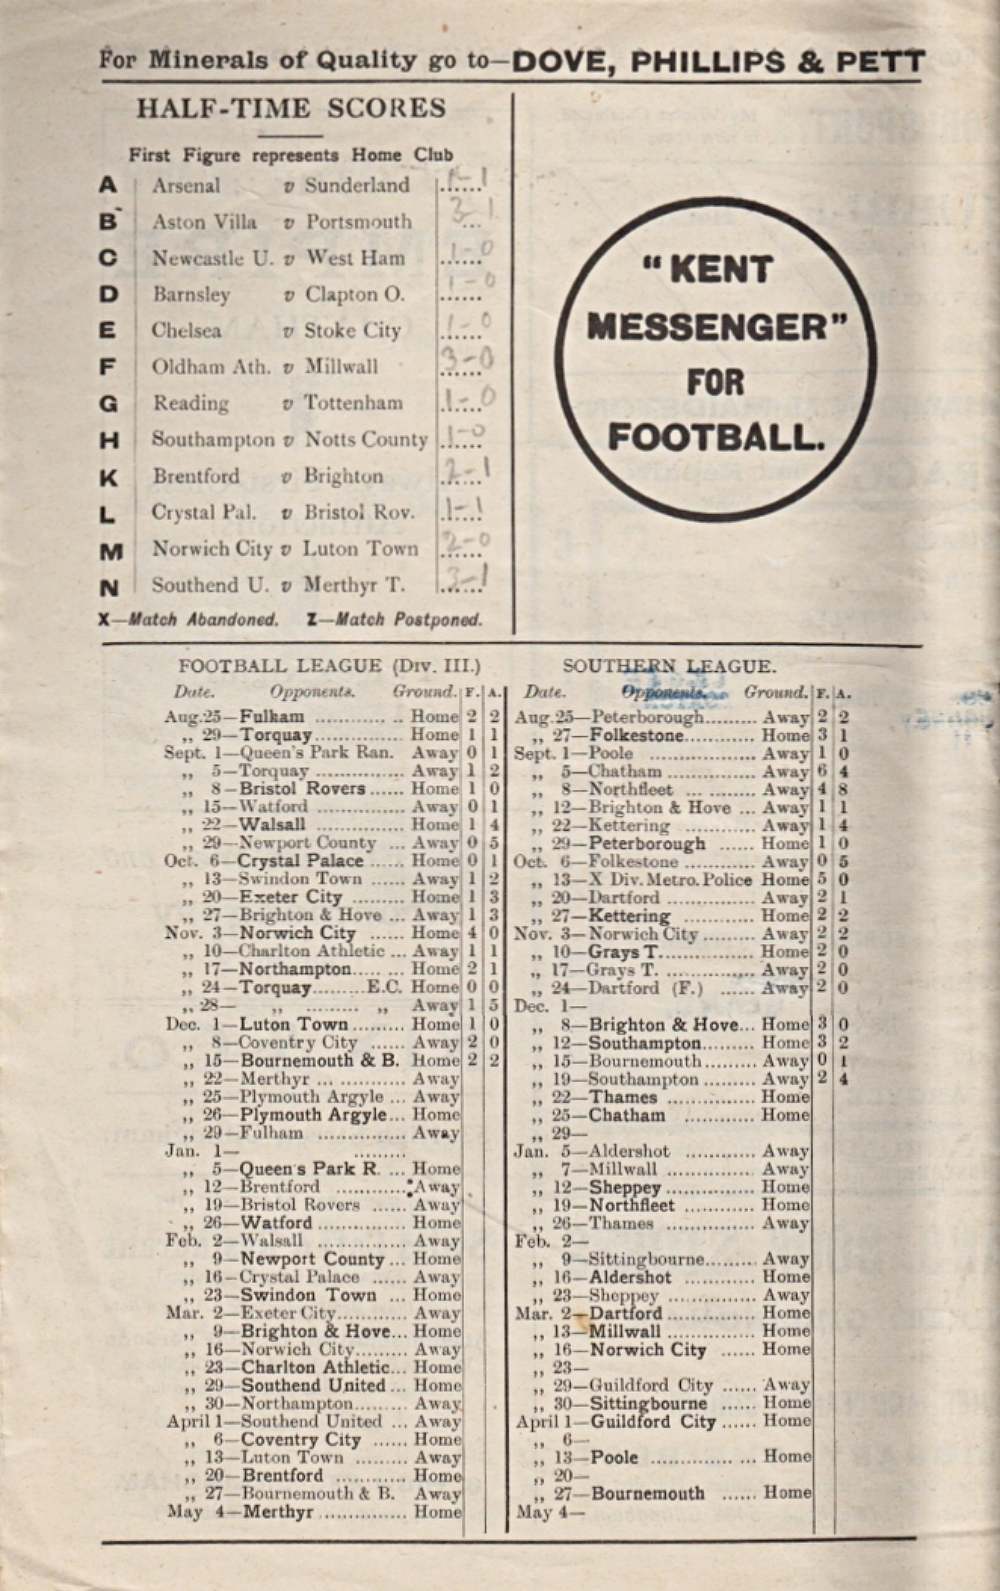 For Minerals of Quality go to—DOVE, PHILLIPS & PETT
HALF-TIME SCORES
First Figure represents Home Club
A Arsenal v Sunderland 1-1
B Aston Villa v Portsmouth 3-1
C Newcastle U. v West Ham 1-0
D Barnsley v Clapton O. 1-0
E Chelsea v Stoke City 1-0
F Oldham Ath. v Millwall 3-0
G Reading v Tottenham 1-0
H Southampton v Notts County 1-0
K Brentford v Brighton 2-1
L Crystal Pal. v Bristol Rov. 1-1
M Norwich City v Luton Town 2-0
N Southend U. v Merthyr T. 3-1
X—Match Abandoned. Z—Match Postponed.
"KENT
MESSENGER"
FOR
FOOTBALL.
FOOTBALL LEAGUE (Div. III.)
Date. Opponents. Ground. F. A.
Aug. 25—Fulham ............ .. Home 2 2
,, 29—Torquay............... Home 1 1
Sept. 1—Queen's Park Ran. Away 0 1
,, 5—Torquay ............... Away 1 2
,, 8—Bristol Rovers ...... Home 1 0
,, 15—Watford ............... Away 0 1
,, 22—Walsall ............... Home 1 4
,, 29—Newport County ... Away 0 5
Oct. 6—Crystal Palace ...... Home 0 1
,, 13—Swindon Town ...... Away 1 2
,, 20—Exeter City ......... Home 1 3
,, 27—Brighton & Hove ... Away 1 3
Nov. 3—Norwich City ...... Home 4 0
,, 10—Charlton Athletic ... Away 1 1
,, 17—Northampton..... ... Home 2 1
,, 24—Torquay.........E.C. Home 0 0
,, 28— ,, ......... ,, Away 1 5
Dec. 1—Luton Town ......... Home 1 0
,, 8—Coventry City ...... Away 2 0
,, 15—Bournemouth & B. Home 2 2
,, 22—Merthyr ... ............ Away
,, 25—Plymouth Argyle ... Away
,, 26—Plymouth Argyle... Home
,, 29—Fulham ............... Away
Jan. 1— .........
,, 5—Queen's Park R. ... Home
,, 12—Brentford ............ Away
,, 19—Bristol Rovers ...... Away
,, 26—Watford ............... Home
Feb. 2—Walsall ............... Away
,, 9—Newport County ... Home
,, 16—Crystal Palace ...... Away
,, 23—Swindon Town ... Home
Mar. 2—Exeter City............ Away
,, 9—Brighton & Hove... Home
,, 16—Norwich City......... Away
,, 23—Charlton Athletic... Home
,, 29—Southend United ... Home
,, 30—Northampton......... Away
April 1—Southend United ... Away
,, 6—Coventry City ...... Home
,, 13—Luton Town ......... Away
,, 20—Brentford ............ Home
,, 27—Bournemouth & B. Away
May 4—Merthyr ............... Home
SOUTHERN LEAGUE.
Date. Opponents. Ground. F. A.
Aug. 25—Peterborough......... Away 2 2
,, 27—Folkestone............ Home 3 1
Sept. 1—Poole .................. Away 1 0
,, 5—Chatham ............... Away 6 4
,, 8—Northfleet ... ........ Away 4 8
,, 12—Brighton & Hove ... Away 1 1
,, 22—Kettering ............ Away 1 4
,, 29—Peterborough ...... Home 1 0
Oct. 6—Folkestone ............ Away 0 5
,, 13—X Div. Metro. Police Home 5 0
,, 20—Dartford ............... Away 2 1
,, 27—Kettering ............ Home 2 2
Nov. 3—Norwich City ......... Away 2 2
,, 10—Grays T................ Home 2 0
,, 17—Grays T. ............... Away 2 0
,, 24—Dartford (F.) ...... Away 2 0
Dec. 1—
,, 8—Brighton & Hove... Home 3 0
,, 12—Southampton......... Home 3 2
,, 15—Bournemouth......... Away 0 1
,, 19—Southampton ......... Away 2 4
,, 22—Thames ............... Home
,, 25—Chatham ............ Home
,, 29—
Jan. 5—Aldershot ............ Away
,, 7—Millwall ............... Away
,, 12—Sheppey ............... Home
,, 19—Northfleet ............ Home
,, 26—Thames ............... Away
Feb. 2—
,, 9—Sittingbourne......... Away
,, 16—Aldershot ............ Home
,, 23—Sheppey ............... Away
Mar. 2—Dartford ............... Home
,, 13—Millwall ............... Home
,, 16—Norwich City ...... Home
,, 23—
,, 29—Guildford City ...... Away
,, 30—Sittingbourne ...... Home
April 1—Guildford City ...... Home
,, 6—
,, 13—Poole .............. ... Home
,, 20—
,, 27—Bournemouth ...... Home
May 4—